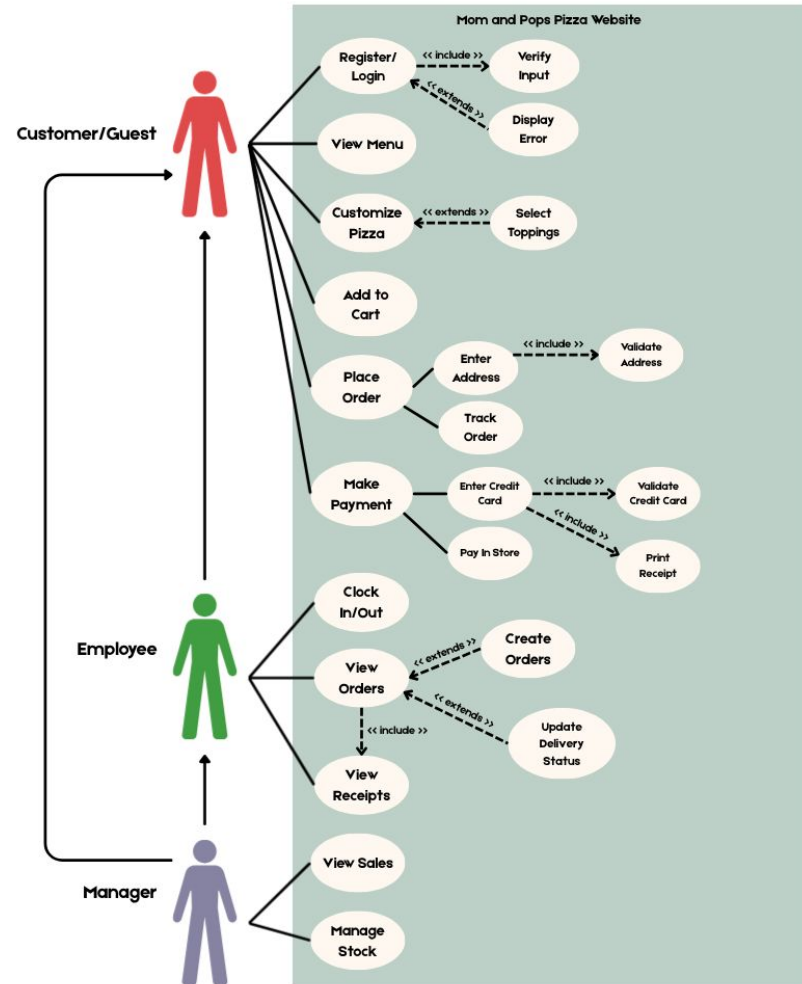 Mom and Pops Pizza Website
Register/
Login
<< include >>
Verify
Input
<< extends >>
Display
Error
Customer/Guest
View Menu
Customize
Pizza
<< extends >>
Select
Toppings
Add to
Cart
Place
Order
Enter
Address
<< include >>
Validate
Address
Track
Order
Make
Payment
Enter Credit
Card
<< include >>
Validate
Credit Card
<< include >>
Print
Receipt
Pay In Store
Clock
In/Out
Employee
View
Orders
<< extends >>
Create
Orders
<< extends >>
Update
Delivery
Status
<< include >>
View
Receipts
View Sales
Manager
Manage
Stock